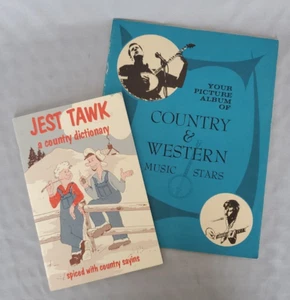 JEST TAWK
a country dictionary
spiced with country sayins
YOUR
PICTURE
ALBUM
OF
COUNTRY
&
WESTERN
MUSIC STARS